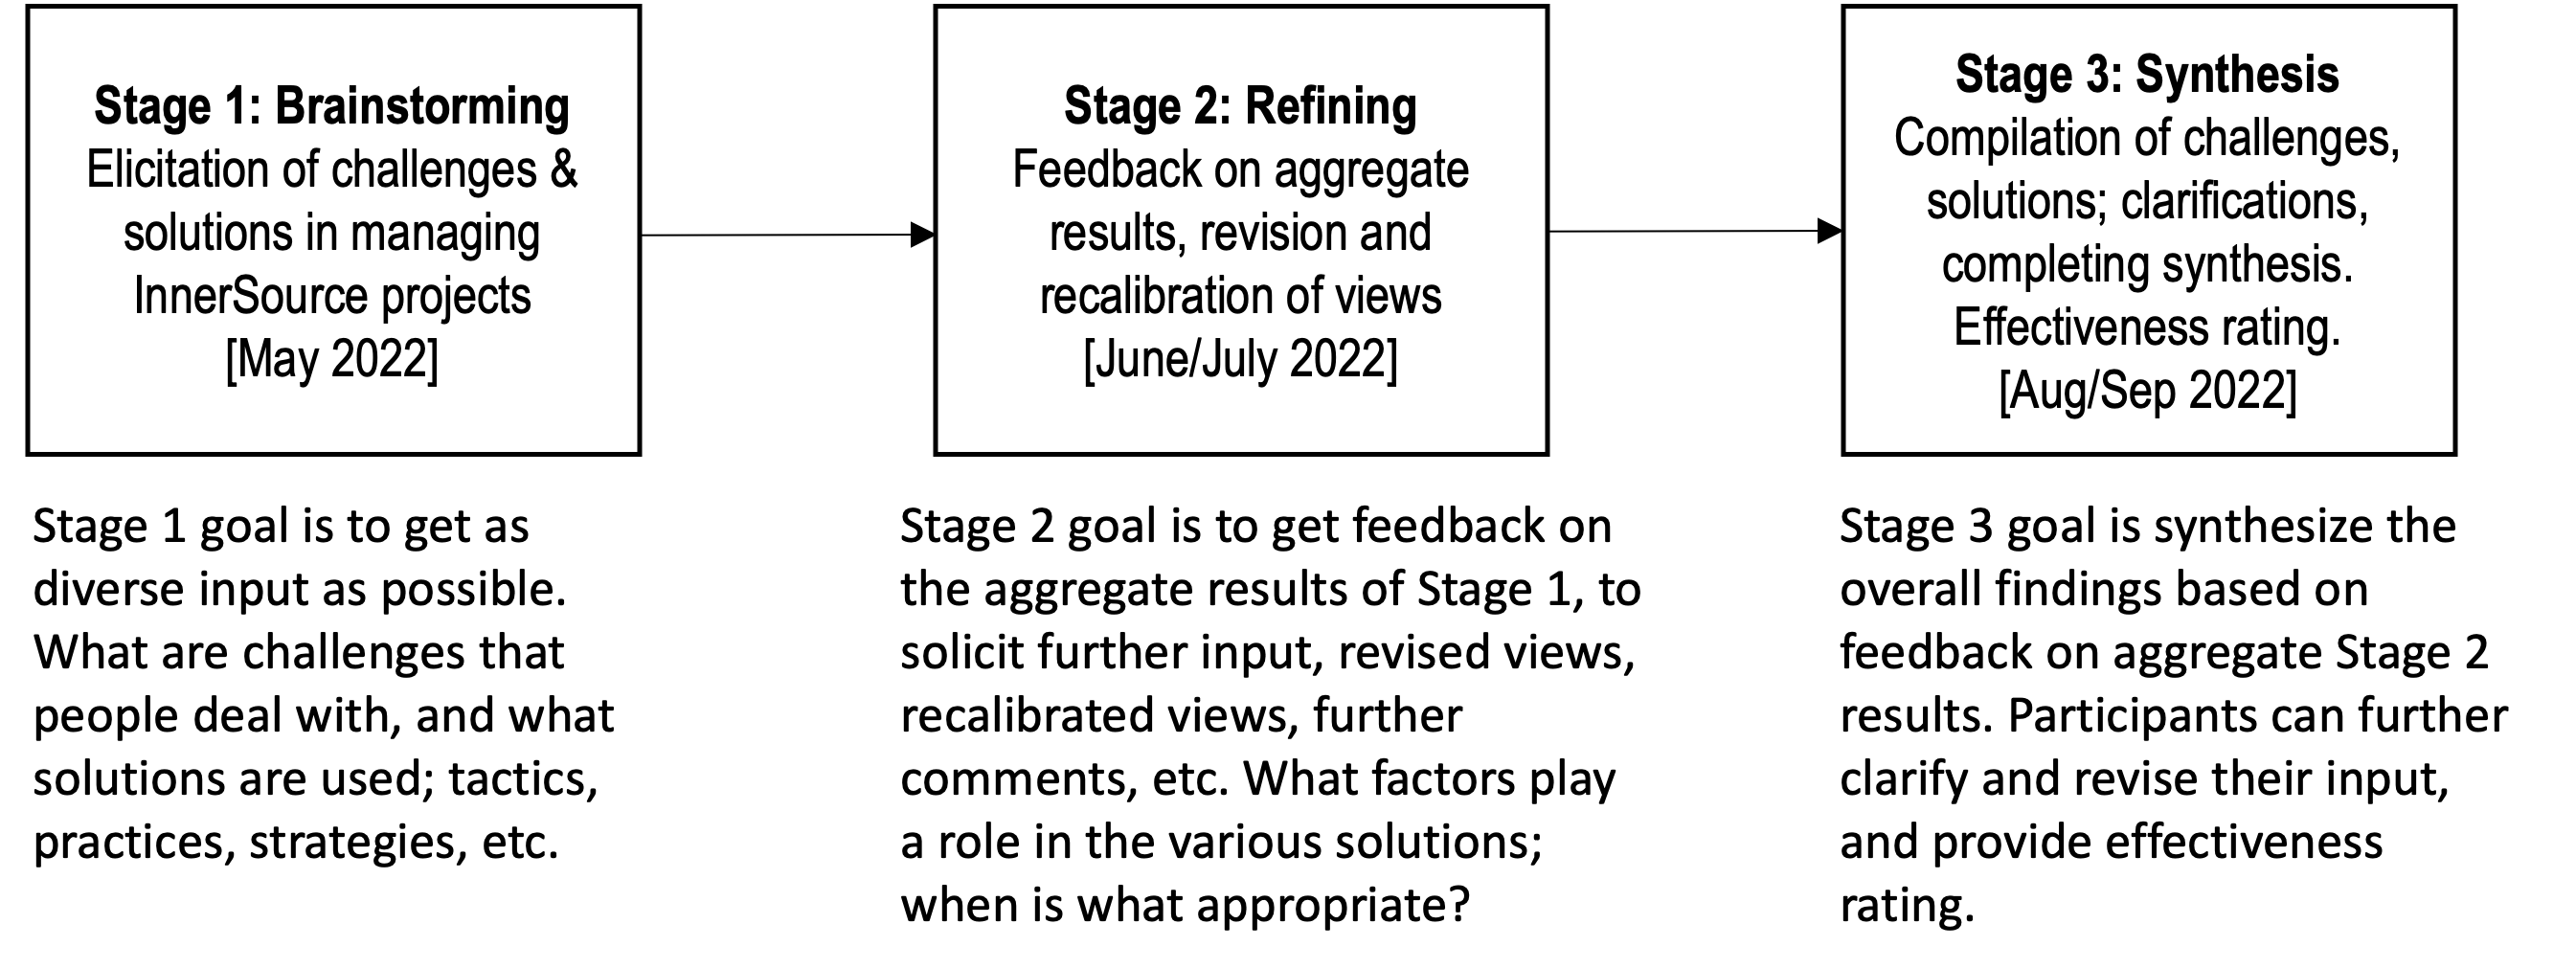 Stage 1: Brainstorming
Elicitation of challenges &
solutions in managing
InnerSource projects
[May 2022]
Stage 2: Refining
Feedback on aggregate
results, revision and
recalibration of views
[June/July 2022]
Stage 3: Synthesis
Compilation of challenges,
solutions; clarifications,
completing synthesis.
Effectiveness rating.
[Aug/Sep 2022]
Stage 1 goal is to get as
diverse input as possible.
What are challenges that
people deal with, and what
solutions are used; tactics,
practices, strategies, etc.
Stage 2 goal is to get feedback on
the aggregate results of Stage 1, to
solicit further input, revised views,
recalibrated views, further
comments, etc. What factors play
a role in the various solutions;
when is what appropriate?
Stage 3 goal is synthesize the
overall findings based on
feedback on aggregate Stage 2
results. Participants can further
clarify and revise their input,
and provide effectiveness
rating.